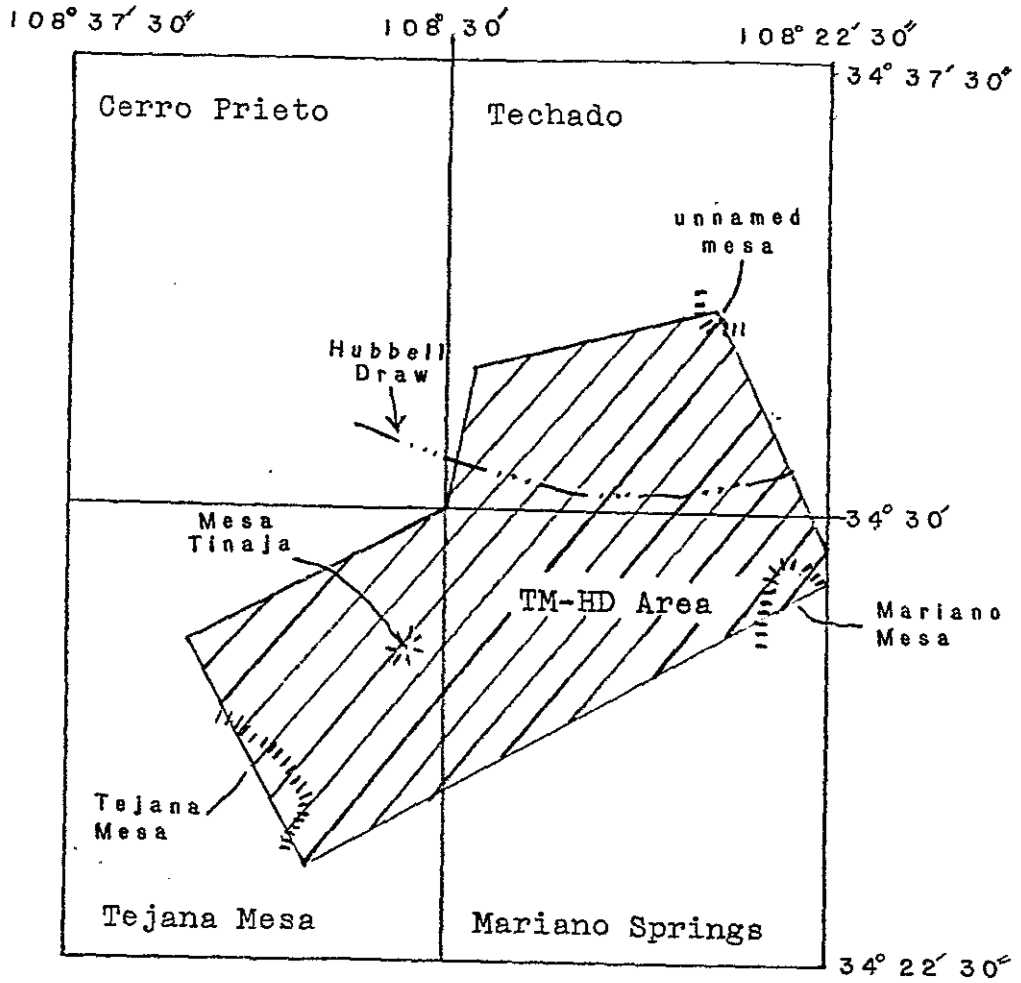 108° 37′ 30″
108° 30′
108° 22′ 30″
34° 37′ 30″
Cerro Prieto
Techado
unnamed
mesa
Hubbell
Draw
Mesa
Tinaja
34° 30′
TM-HD Area
Mariano
Mesa
Tejana
Mesa
Tejana Mesa
Mariano Springs
34° 22′ 30″